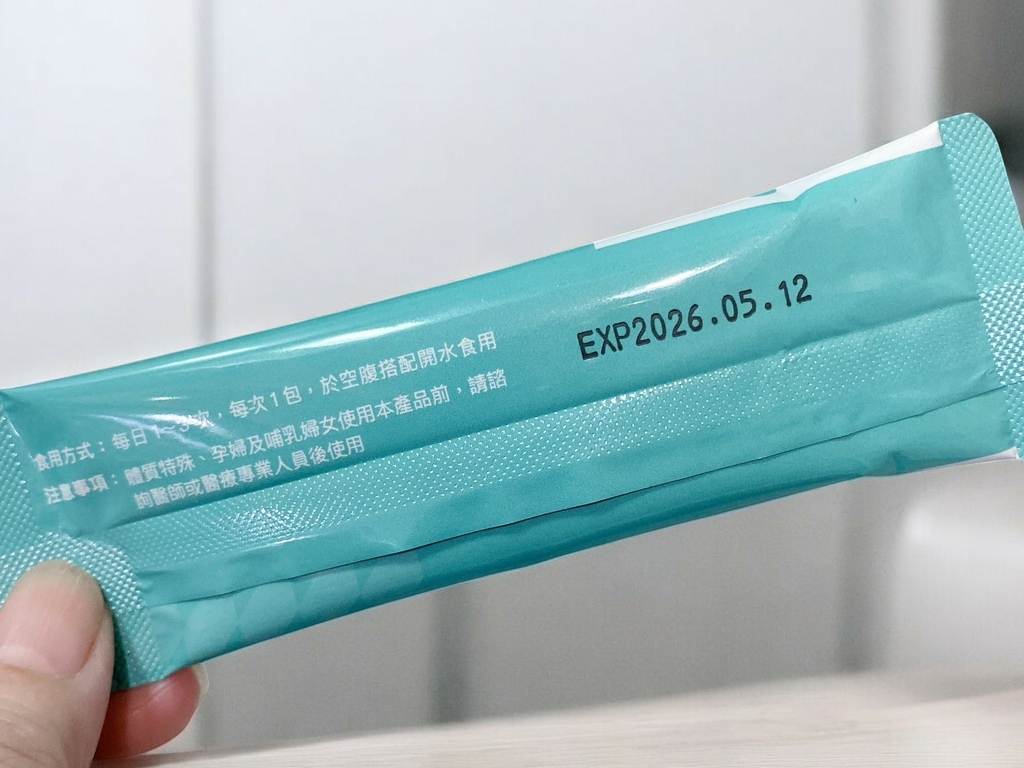 食用方式：每日1~3次，每次1包，於空腹搭配開水食用
注意事項：體質特殊、孕婦及哺乳婦女使用本產品前，請諮
詢醫師或醫療專業人員後使用
EXP2026.05.12